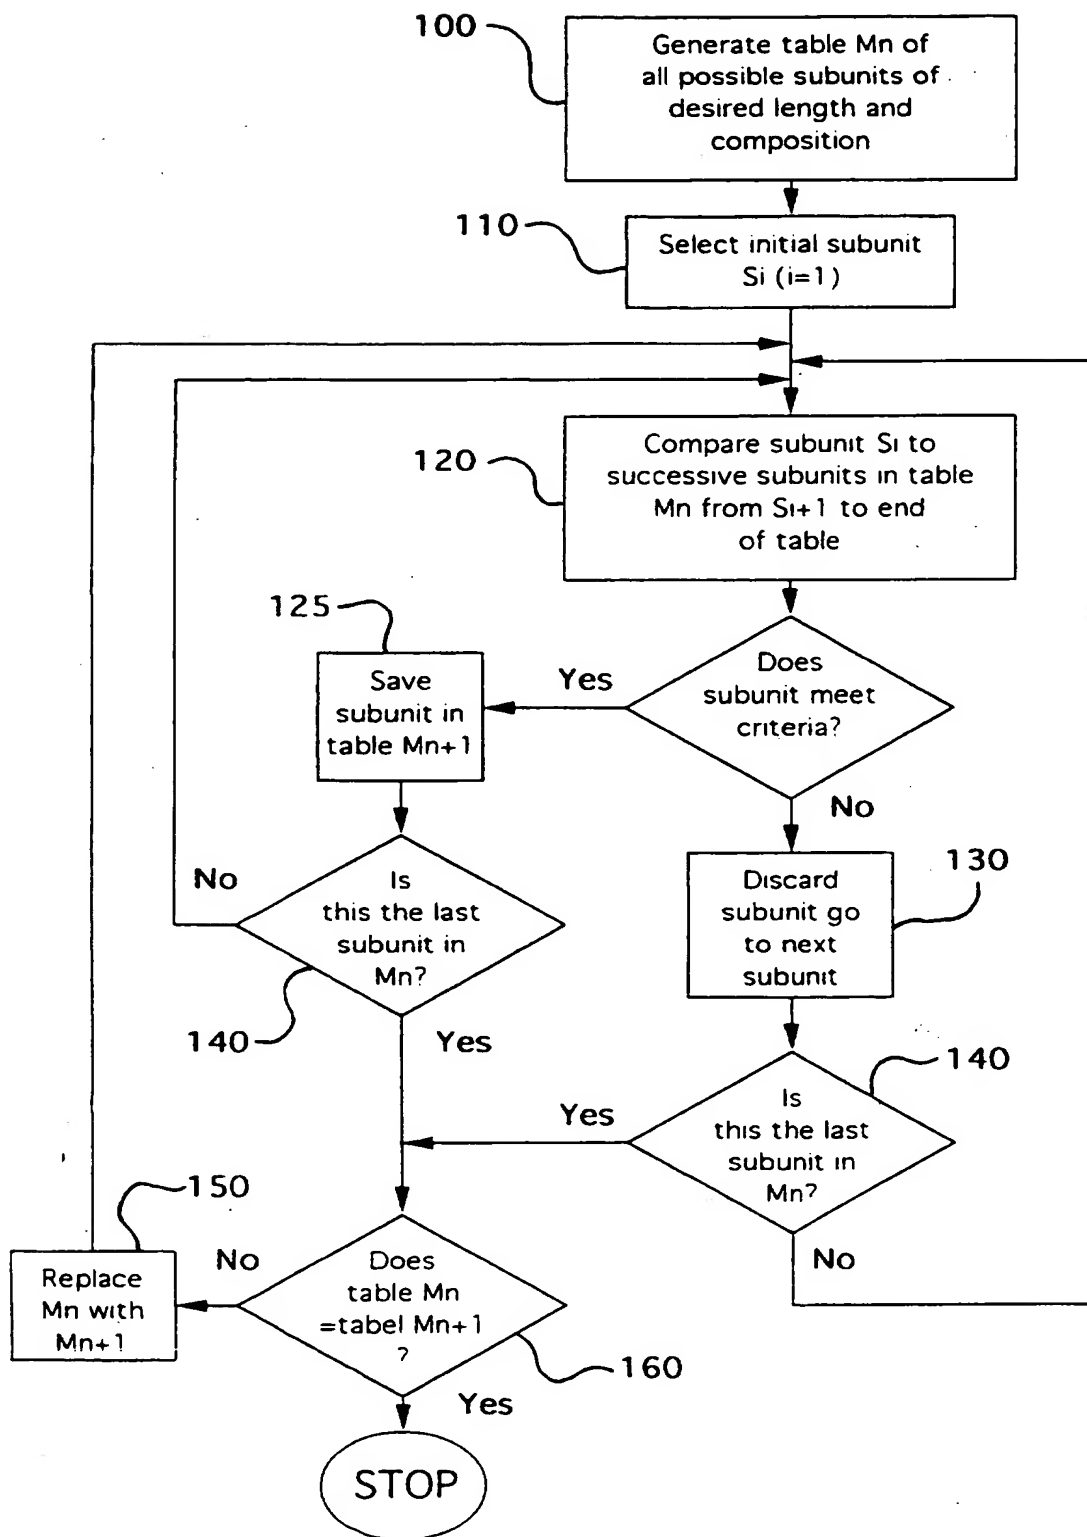 100
Generate table Mn of
all possible subunits of
desired length and
composition
110
Select initial subunit
Si (i=1)
120
Compare subunit Si to
successive subunits in table
Mn from Si+1 to end
of table
125
Save
subunit in
table Mn+1
Yes
Does
subunit meet
criteria?
No
No
Is
this the last
subunit in
Mn?
140
Yes
130
Discard
subunit go
to next
subunit
140
Yes
Is
this the last
subunit in
Mn?
No
150
Replace
Mn with
Mn+1
No
Does
table Mn
=tabel Mn+1
?
160
Yes
STOP